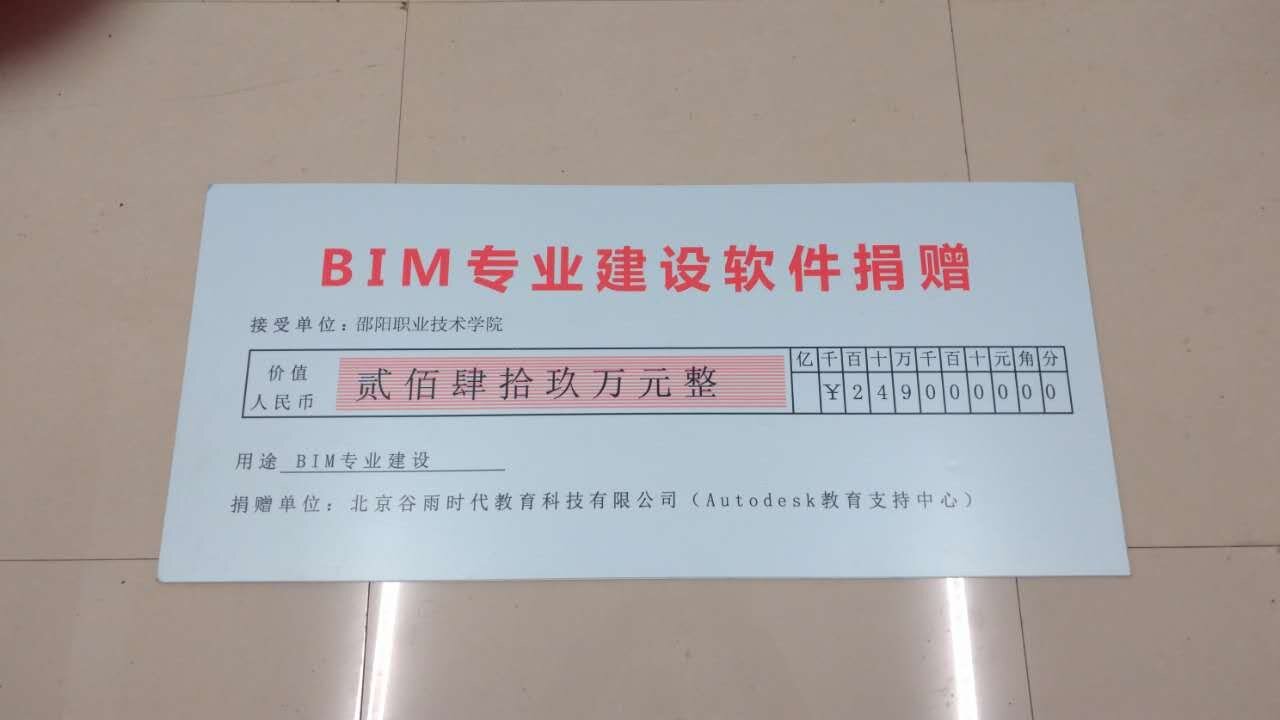 BIM专业建设软件捐赠
接受单位：邵阳职业技术学院
价值
人民币
贰佰肆拾玖万元整
亿千百十万千百十元角分
￥249000000
用途 BIM专业建设
捐赠单位：北京谷雨时代教育科技有限公司（Autodesk教育支持中心）